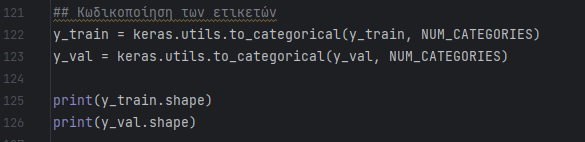 121 ## Κωδικοποίηση των ετικετών
122 y_train = keras.utils.to_categorical(y_train, NUM_CATEGORIES)
123 y_val = keras.utils.to_categorical(y_val, NUM_CATEGORIES)
124
125 print(y_train.shape)
126 print(y_val.shape)